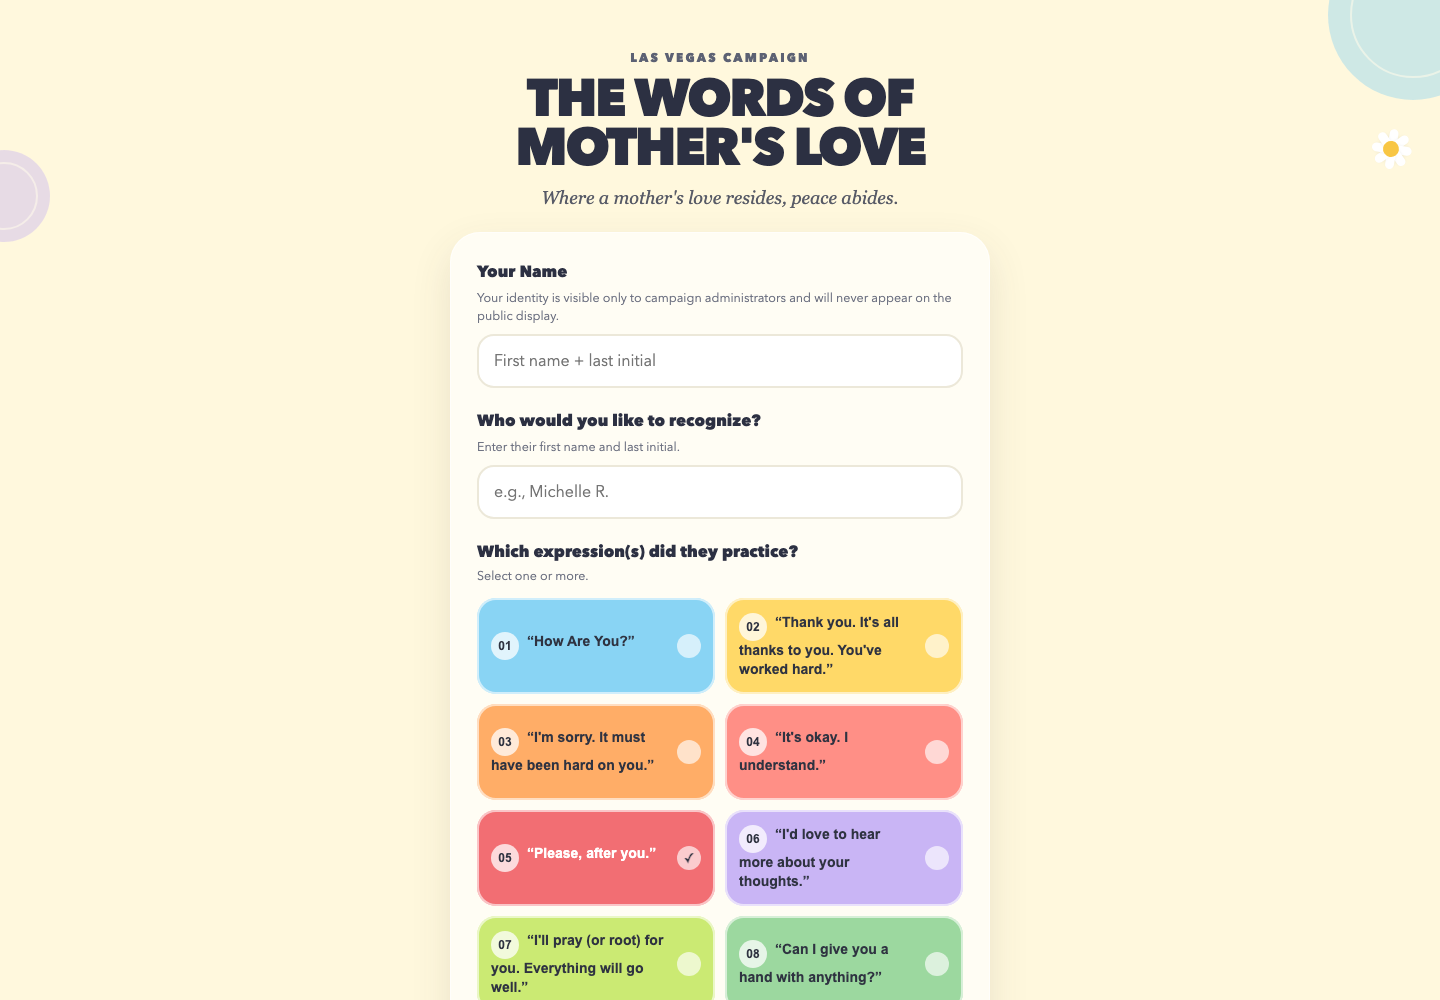 LAS VEGAS CAMPAIGN
THE WORDS OF
MOTHER'S LOVE
Where a mother's love resides, peace abides.
Your Name
Your identity is visible only to campaign administrators and will never appear on the
public display.
First name + last initial
Who would you like to recognize?
Enter their first name and last initial.
e.g., Michelle R.
Which expression(s) did they practice?
Select one or more.
01 “How Are You?”
02 “Thank you. It's all
thanks to you. You've
worked hard.”
03 “I'm sorry. It must
have been hard on you.”
04 “It's okay. I
understand.”
05 “Please, after you.” ✓
06 “I'd love to hear
more about your
thoughts.”
07 “I'll pray (or root) for
you. Everything will go
well.”
08 “Can I give you a
hand with anything?”